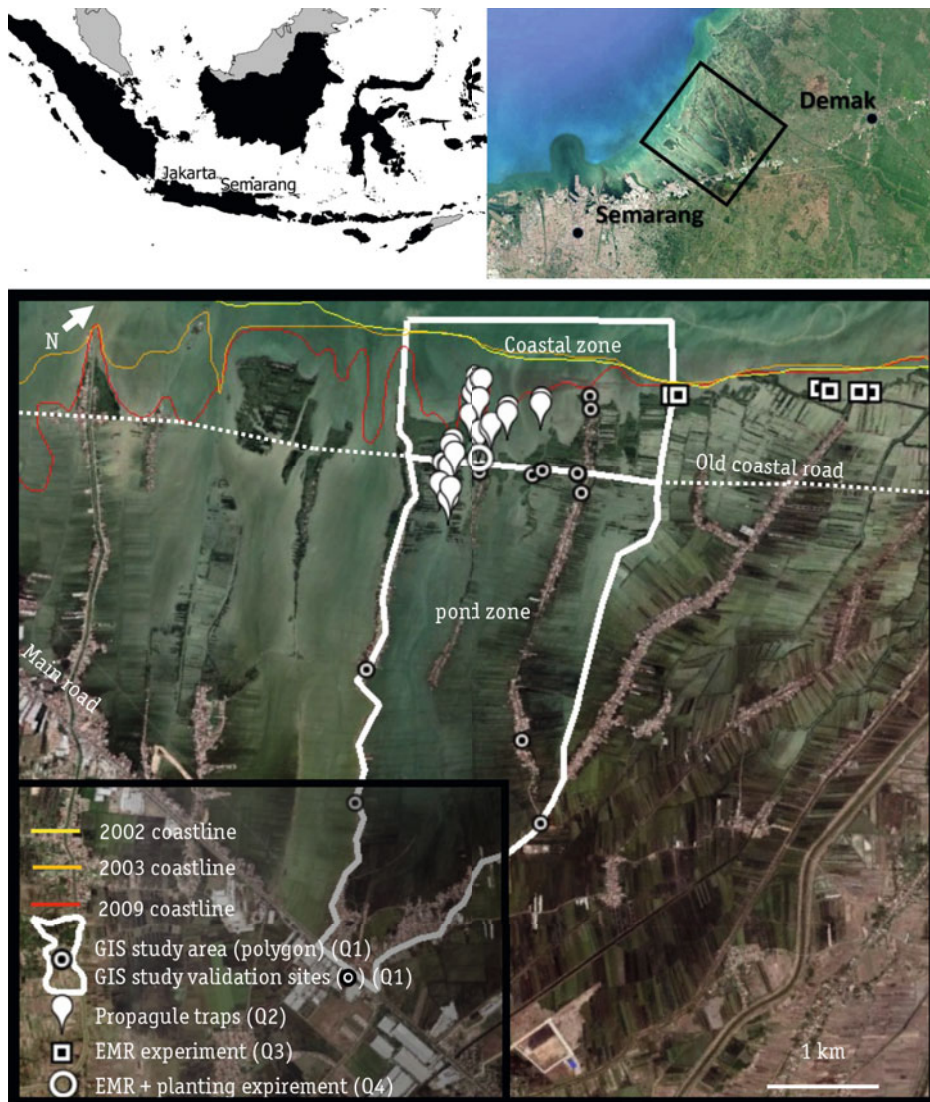 Jakarta
Semarang
Demak
Semarang
N
Coastal zone
Old coastal road
pond zone
Main road
2002 coastline
2003 coastline
2009 coastline
GIS study area (polygon) (Q1)
GIS study validation sites ( ) (Q1)
Propagule traps (Q2)
EMR experiment (Q3)
EMR + planting expirement (Q4)
1 km